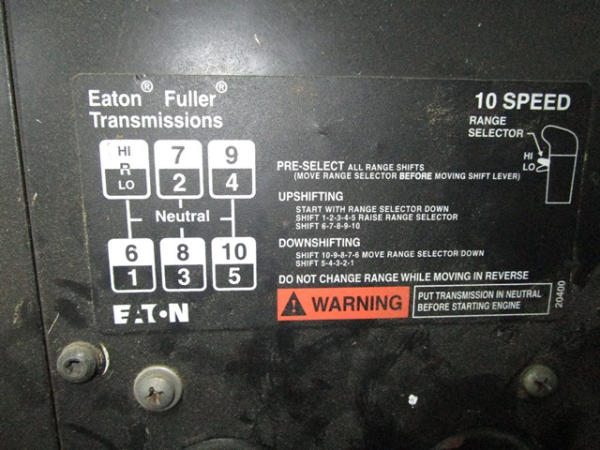 Eaton® Fuller®
Transmissions
10 SPEED
RANGE
SELECTOR
HI
LO
HI 7 9
R
LO 2 4
Neutral
6 8 10
1 3 5
EATON
PRE-SELECT ALL RANGE SHIFTS
(MOVE RANGE SELECTOR BEFORE MOVING SHIFT LEVER)
UPSHIFTING
START WITH RANGE SELECTOR DOWN
SHIFT 1-2-3-4-5 RAISE RANGE SELECTOR
SHIFT 6-7-8-9-10
DOWNSHIFTING
SHIFT 10-9-8-7-6 MOVE RANGE SELECTOR DOWN
SHIFT 5-4-3-2-1
DO NOT CHANGE RANGE WHILE MOVING IN REVERSE
WARNING
PUT TRANSMISSION IN NEUTRAL
BEFORE STARTING ENGINE
20400